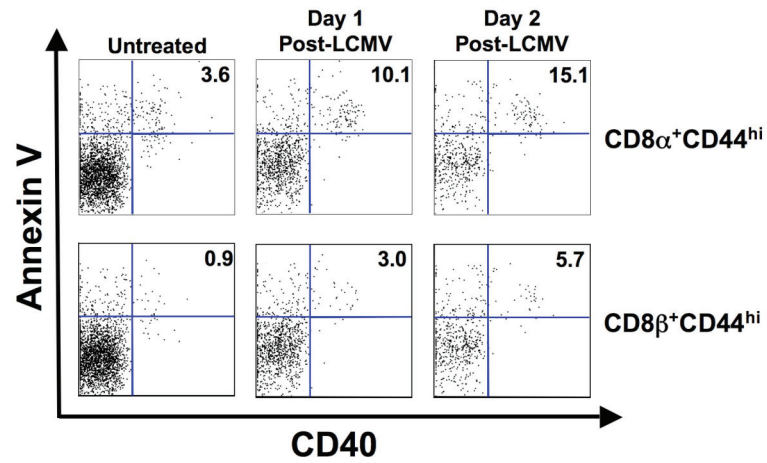 Untreated
Day 1
Post-LCMV
Day 2
Post-LCMV
Annexin V
3.6
10.1
15.1
CD8α⁺CD44ʰⁱ
0.9
3.0
5.7
CD8β⁺CD44ʰⁱ
CD40